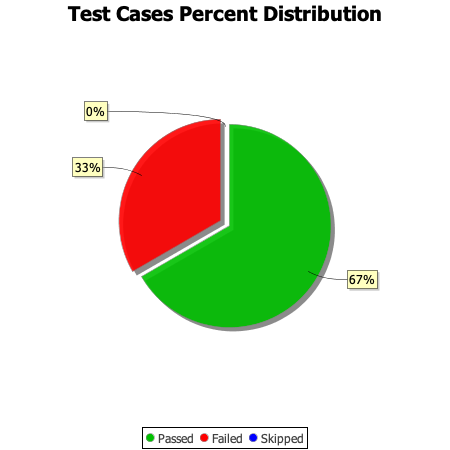 Test Cases Percent Distribution
0%
33%
67%
Passed Failed Skipped